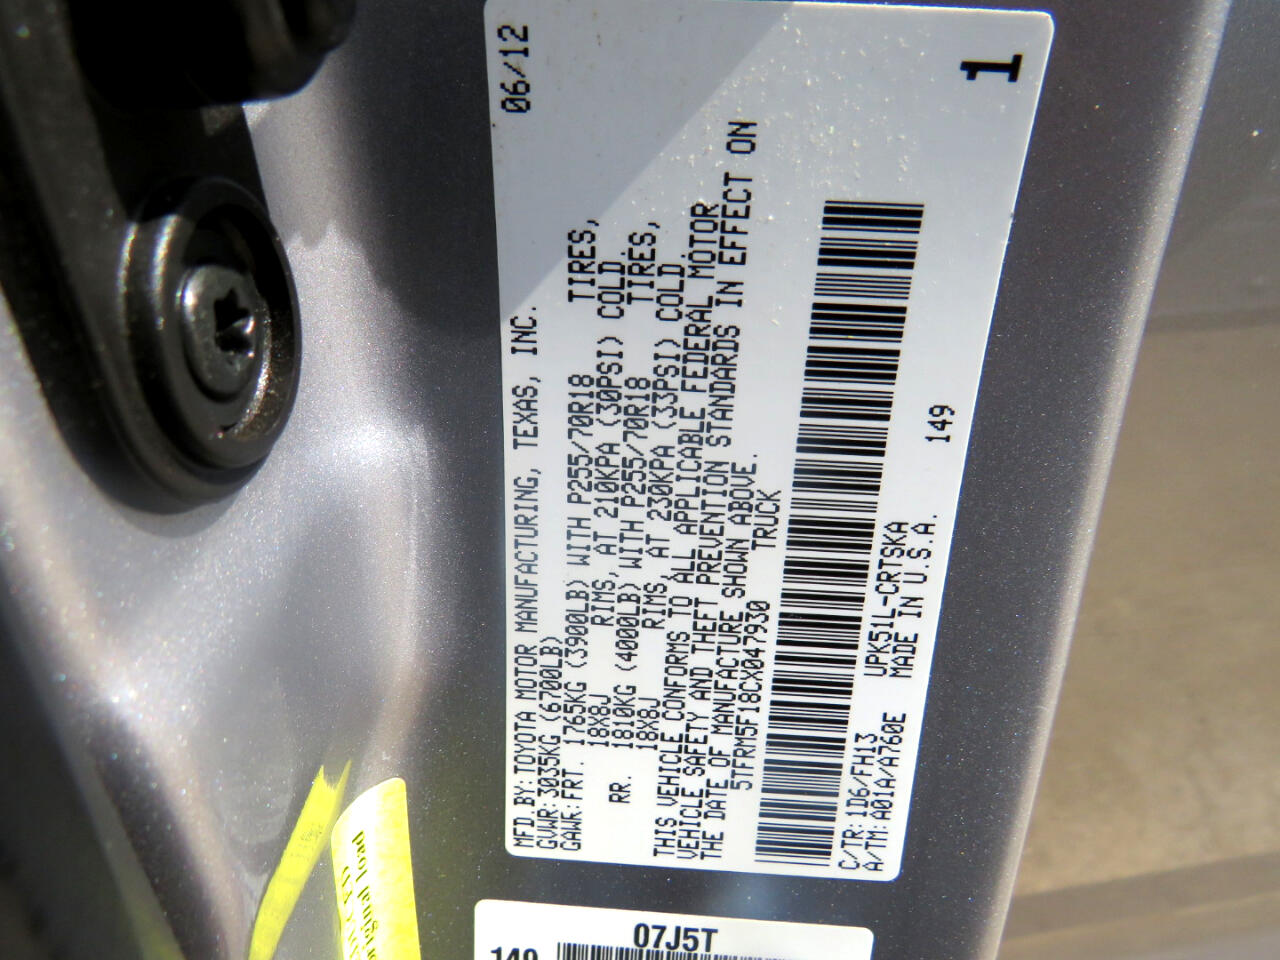 MFD.BY:TOYOTA MOTOR MANUFACTURING, TEXAS, INC. 06/12
GVWR:3035KG (6700LB)
GAWR:FRT. 1765KG (3900LB) WITH P255/70R18 TIRES,
18X8J RIMS, AT 210KPA (30PSI) COLD.
RR. 1810KG (4000LB) WITH P255/70R18 TIRES,
18X8J RIMS, AT 230KPA (33PSI) COLD.
THIS VEHICLE CONFORMS TO ALL APPLICABLE FEDERAL MOTOR
VEHICLE SAFETY AND THEFT PREVENTION STANDARDS IN EFFECT ON
THE DATE OF MANUFACTURE SHOWN ABOVE.
5TFRM5F18CX047930 TRUCK
C/TR:1D6/FH13 UPK51L-CRTSKA 149
A/TM:A01A/A760E MADE IN U.S.A.
1
07J5T
149